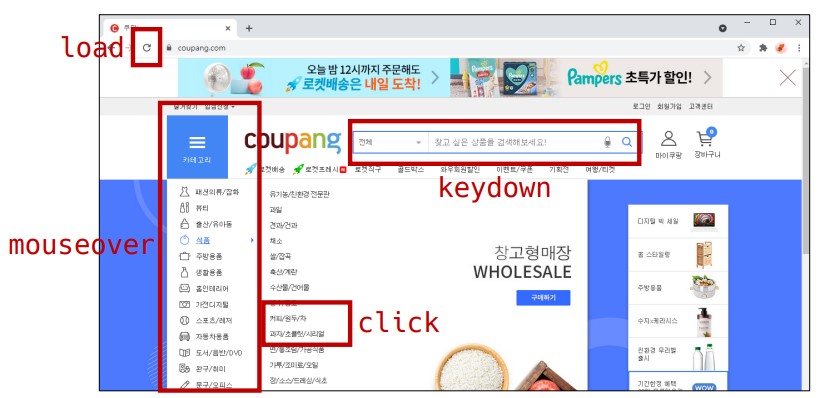 load
coupang.com
오늘 밤 12시까지 주문해도
로켓배송은 내일 도착!
Pampers 초특가 할인!
즐겨찾기 입점신청
로그인 회원가입 고객센터
카테고리
coupang
전체
찾고 싶은 상품을 검색해보세요!
마이쿠팡
0
장바구니
로켓배송 로켓프레시 로켓직구 골드박스 와우회원할인 이벤트/쿠폰 기획전 여행/티켓
keydown
mouseover
패션의류/잡화
뷰티
출산/유아동
식품
주방용품
생활용품
홈인테리어
가전디지털
스포츠/레저
자동차용품
도서/음반/DVD
완구/취미
문구/오피스
유기농/친환경 전문관
과일
견과/건과
채소
쌀/잡곡
축산/계란
수산물/건어물
커피/원두/차
과자/초콜릿/시리얼
면/통조림/가공식품
가루/조미료/오일
장/소스/드레싱/식초
click
창고형매장
WHOLESALE
구매하기
디지털 빅 세일
홈 스타일링
주방용품
수지x케라시스
친환경 무라벨
출시
기간한정 혜택
WOW